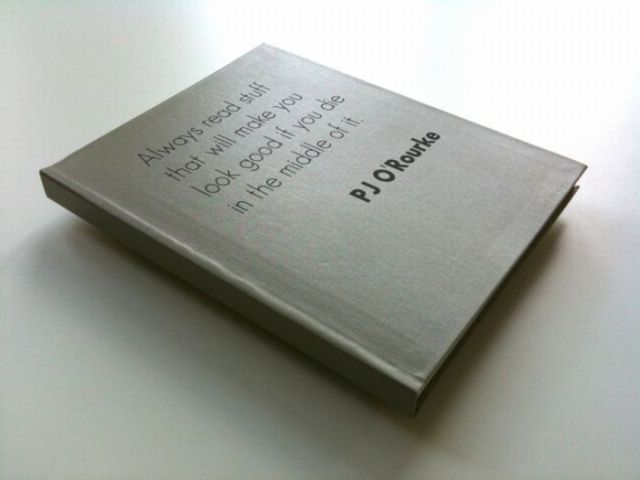 Always read stuff
that will make you
look good if you die
in the middle of it.
PJ O'Rourke